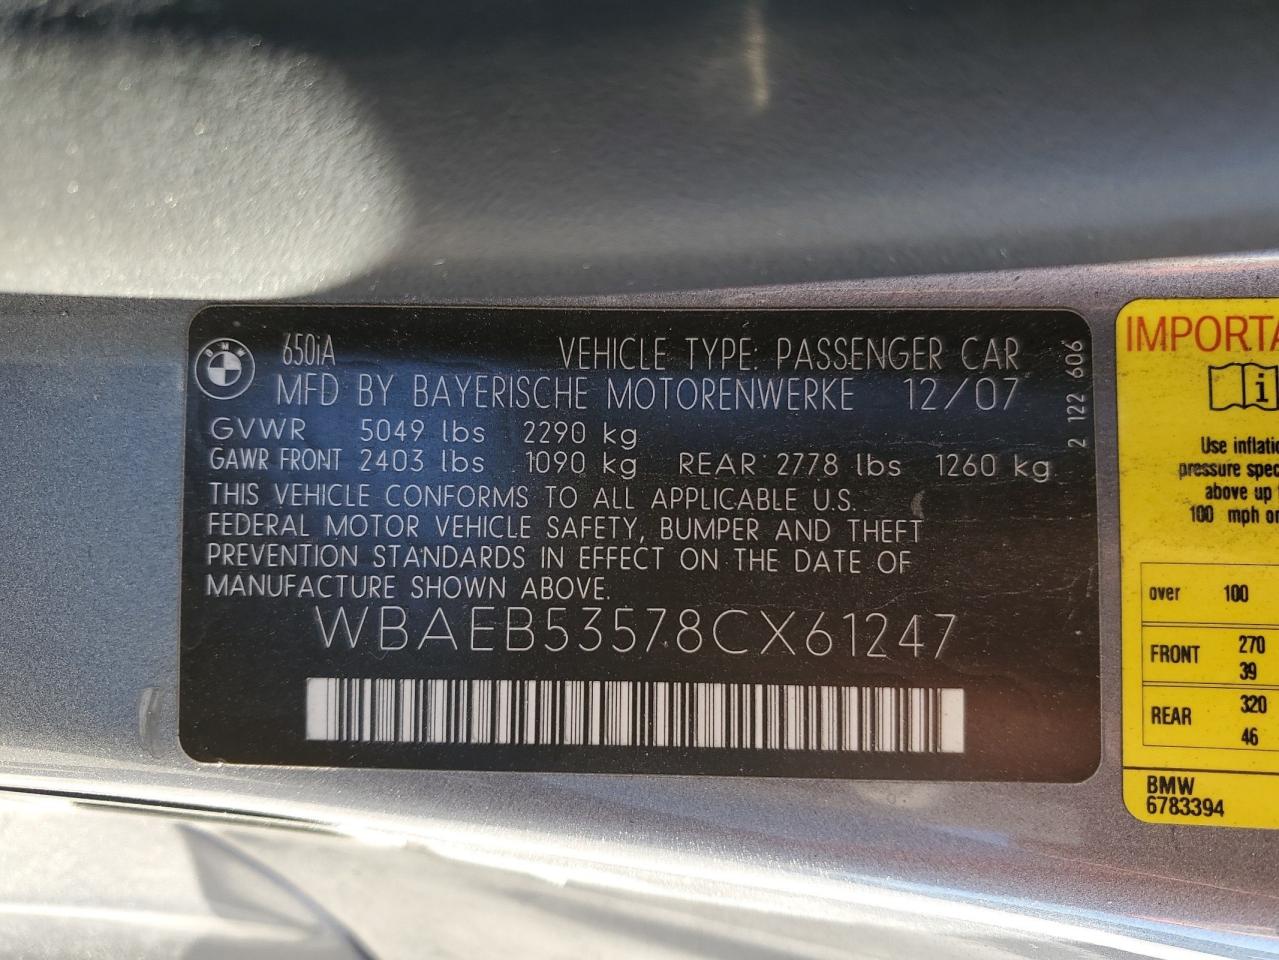 BMW
650iA VEHICLE TYPE: PASSENGER CAR
MFD BY BAYERISCHE MOTORENWERKE 12/07
GVWR 5049 lbs 2290 kg
GAWR FRONT 2403 lbs 1090 kg REAR 2778 lbs 1260 kg
THIS VEHICLE CONFORMS TO ALL APPLICABLE U.S.
FEDERAL MOTOR VEHICLE SAFETY, BUMPER AND THEFT
PREVENTION STANDARDS IN EFFECT ON THE DATE OF
MANUFACTURE SHOWN ABOVE.
WBAEB53578CX61247
2 122 606
IMPORTA
i
Use inflatio
pressure spec
above up
100 mph or
over 100
FRONT 270
39
REAR 320
46
BMW
6783394